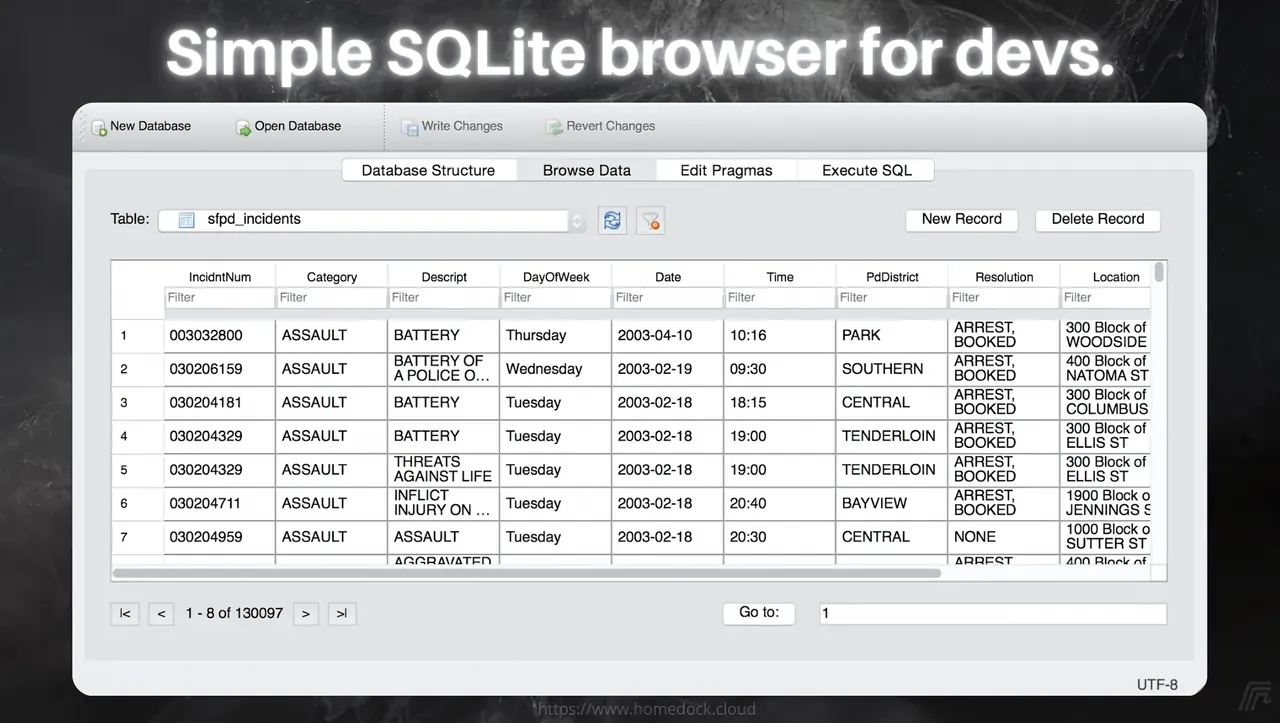 Simple SQLite browser for devs.
New Database Open Database Write Changes Revert Changes
Database Structure Browse Data Edit Pragmas Execute SQL
Table: sfpd_incidents New Record Delete Record
IncidntNum Category Descript DayOfWeek Date Time PdDistrict Resolution Location
Filter Filter Filter Filter Filter Filter Filter Filter Filter
1 003032800 ASSAULT BATTERY Thursday 2003-04-10 10:16 PARK ARREST, BOOKED 300 Block of WOODSIDE
2 030206159 ASSAULT BATTERY OF A POLICE O… Wednesday 2003-02-19 09:30 SOUTHERN ARREST, BOOKED 400 Block of NATOMA ST
3 030204181 ASSAULT BATTERY Tuesday 2003-02-18 18:15 CENTRAL ARREST, BOOKED 300 Block of COLUMBUS
4 030204329 ASSAULT BATTERY Tuesday 2003-02-18 19:00 TENDERLOIN ARREST, BOOKED 300 Block of ELLIS ST
5 030204329 ASSAULT THREATS AGAINST LIFE Tuesday 2003-02-18 19:00 TENDERLOIN ARREST, BOOKED 300 Block of ELLIS ST
6 030204711 ASSAULT INFLICT INJURY ON … Tuesday 2003-02-18 20:40 BAYVIEW ARREST, BOOKED 1900 Block o JENNINGS S
7 030204959 ASSAULT ASSAULT Tuesday 2003-02-18 20:30 CENTRAL NONE 1000 Block o SUTTER ST
AGGRAVATED ARREST, 400 Block of
|< < 1 - 8 of 130097 > >| Go to: 1
UTF-8
https://www.homedock.cloud